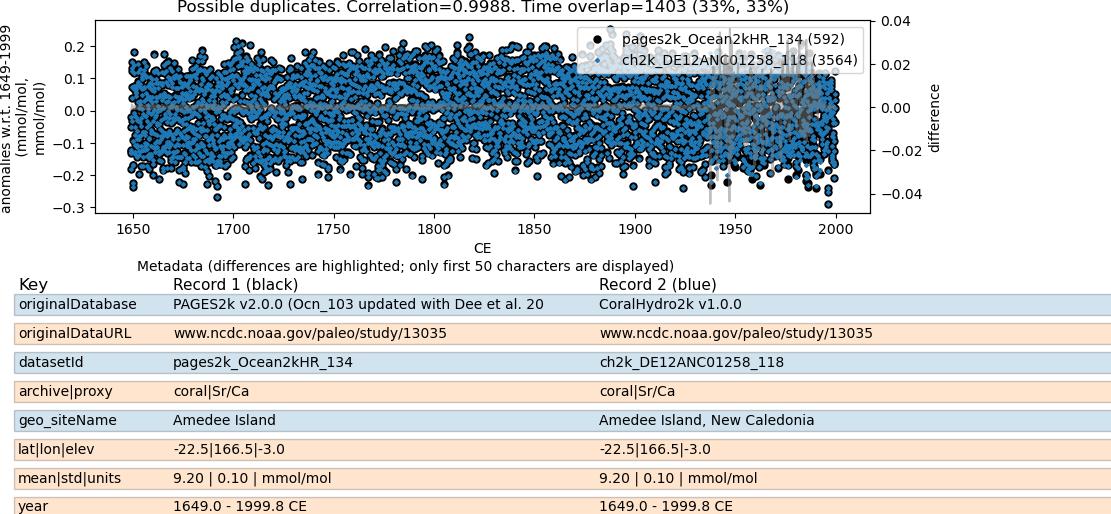 Possible duplicates. Correlation=0.9988. Time overlap=1403 (33%, 33%)
anomalies w.r.t. 1649-1999
(mmol/mol,
mmol/mol)
0.2
0.1
0.0
−0.1
−0.2
−0.3
pages2k_Ocean2kHR_134 (592)
ch2k_DE12ANC01258_118 (3564)
0.04
0.02
0.00
−0.02
−0.04
difference
1650 1700 1750 1800 1850 1900 1950 2000
CE
Metadata (differences are highlighted; only first 50 characters are displayed)
Key Record 1 (black) Record 2 (blue)
originalDatabase PAGES2k v2.0.0 (Ocn_103 updated with Dee et al. 20 CoralHydro2k v1.0.0
originalDataURL www.ncdc.noaa.gov/paleo/study/13035 www.ncdc.noaa.gov/paleo/study/13035
datasetId pages2k_Ocean2kHR_134 ch2k_DE12ANC01258_118
archive|proxy coral|Sr/Ca coral|Sr/Ca
geo_siteName Amedee Island Amedee Island, New Caledonia
lat|lon|elev -22.5|166.5|-3.0 -22.5|166.5|-3.0
mean|std|units 9.20 | 0.10 | mmol/mol 9.20 | 0.10 | mmol/mol
year 1649.0 - 1999.8 CE 1649.0 - 1999.8 CE